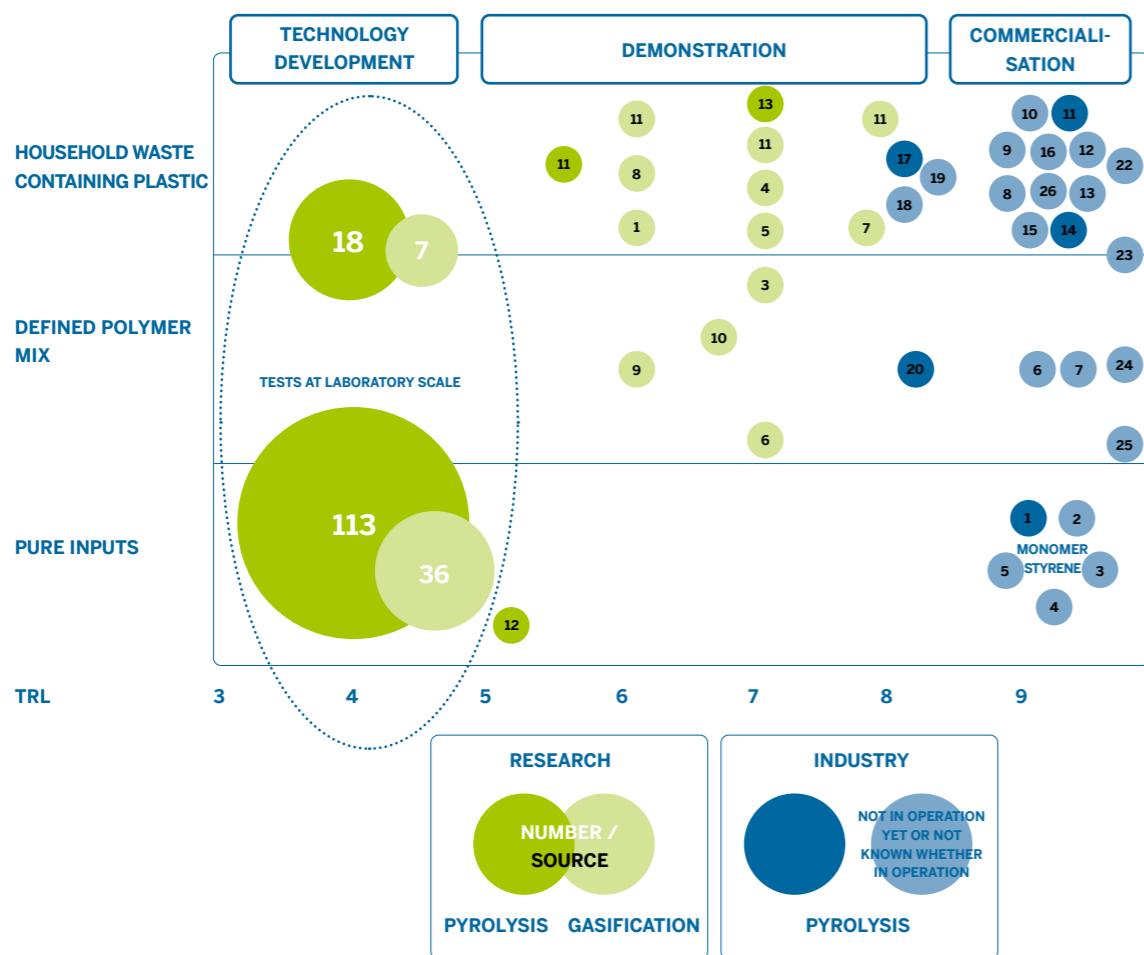 TECHNOLOGY
DEVELOPMENT
DEMONSTRATION
COMMERCIALI-
SATION
HOUSEHOLD WASTE
CONTAINING PLASTIC
18
7
11
11
8
1
13
11
4
5
11
17
19
18
7
10
11
9
16
12
22
8
26
13
15
14
23
DEFINED POLYMER
MIX
TESTS AT LABORATORY SCALE
3
10
9
6
20
6
7
24
25
PURE INPUTS
113
36
12
1
2
MONOMER
STYRENE
5
3
4
TRL
3
4
5
6
7
8
9
RESEARCH
NUMBER /
SOURCE
PYROLYSIS
GASIFICATION
INDUSTRY
NOT IN OPERATION
YET OR NOT
KNOWN WHETHER
IN OPERATION
PYROLYSIS